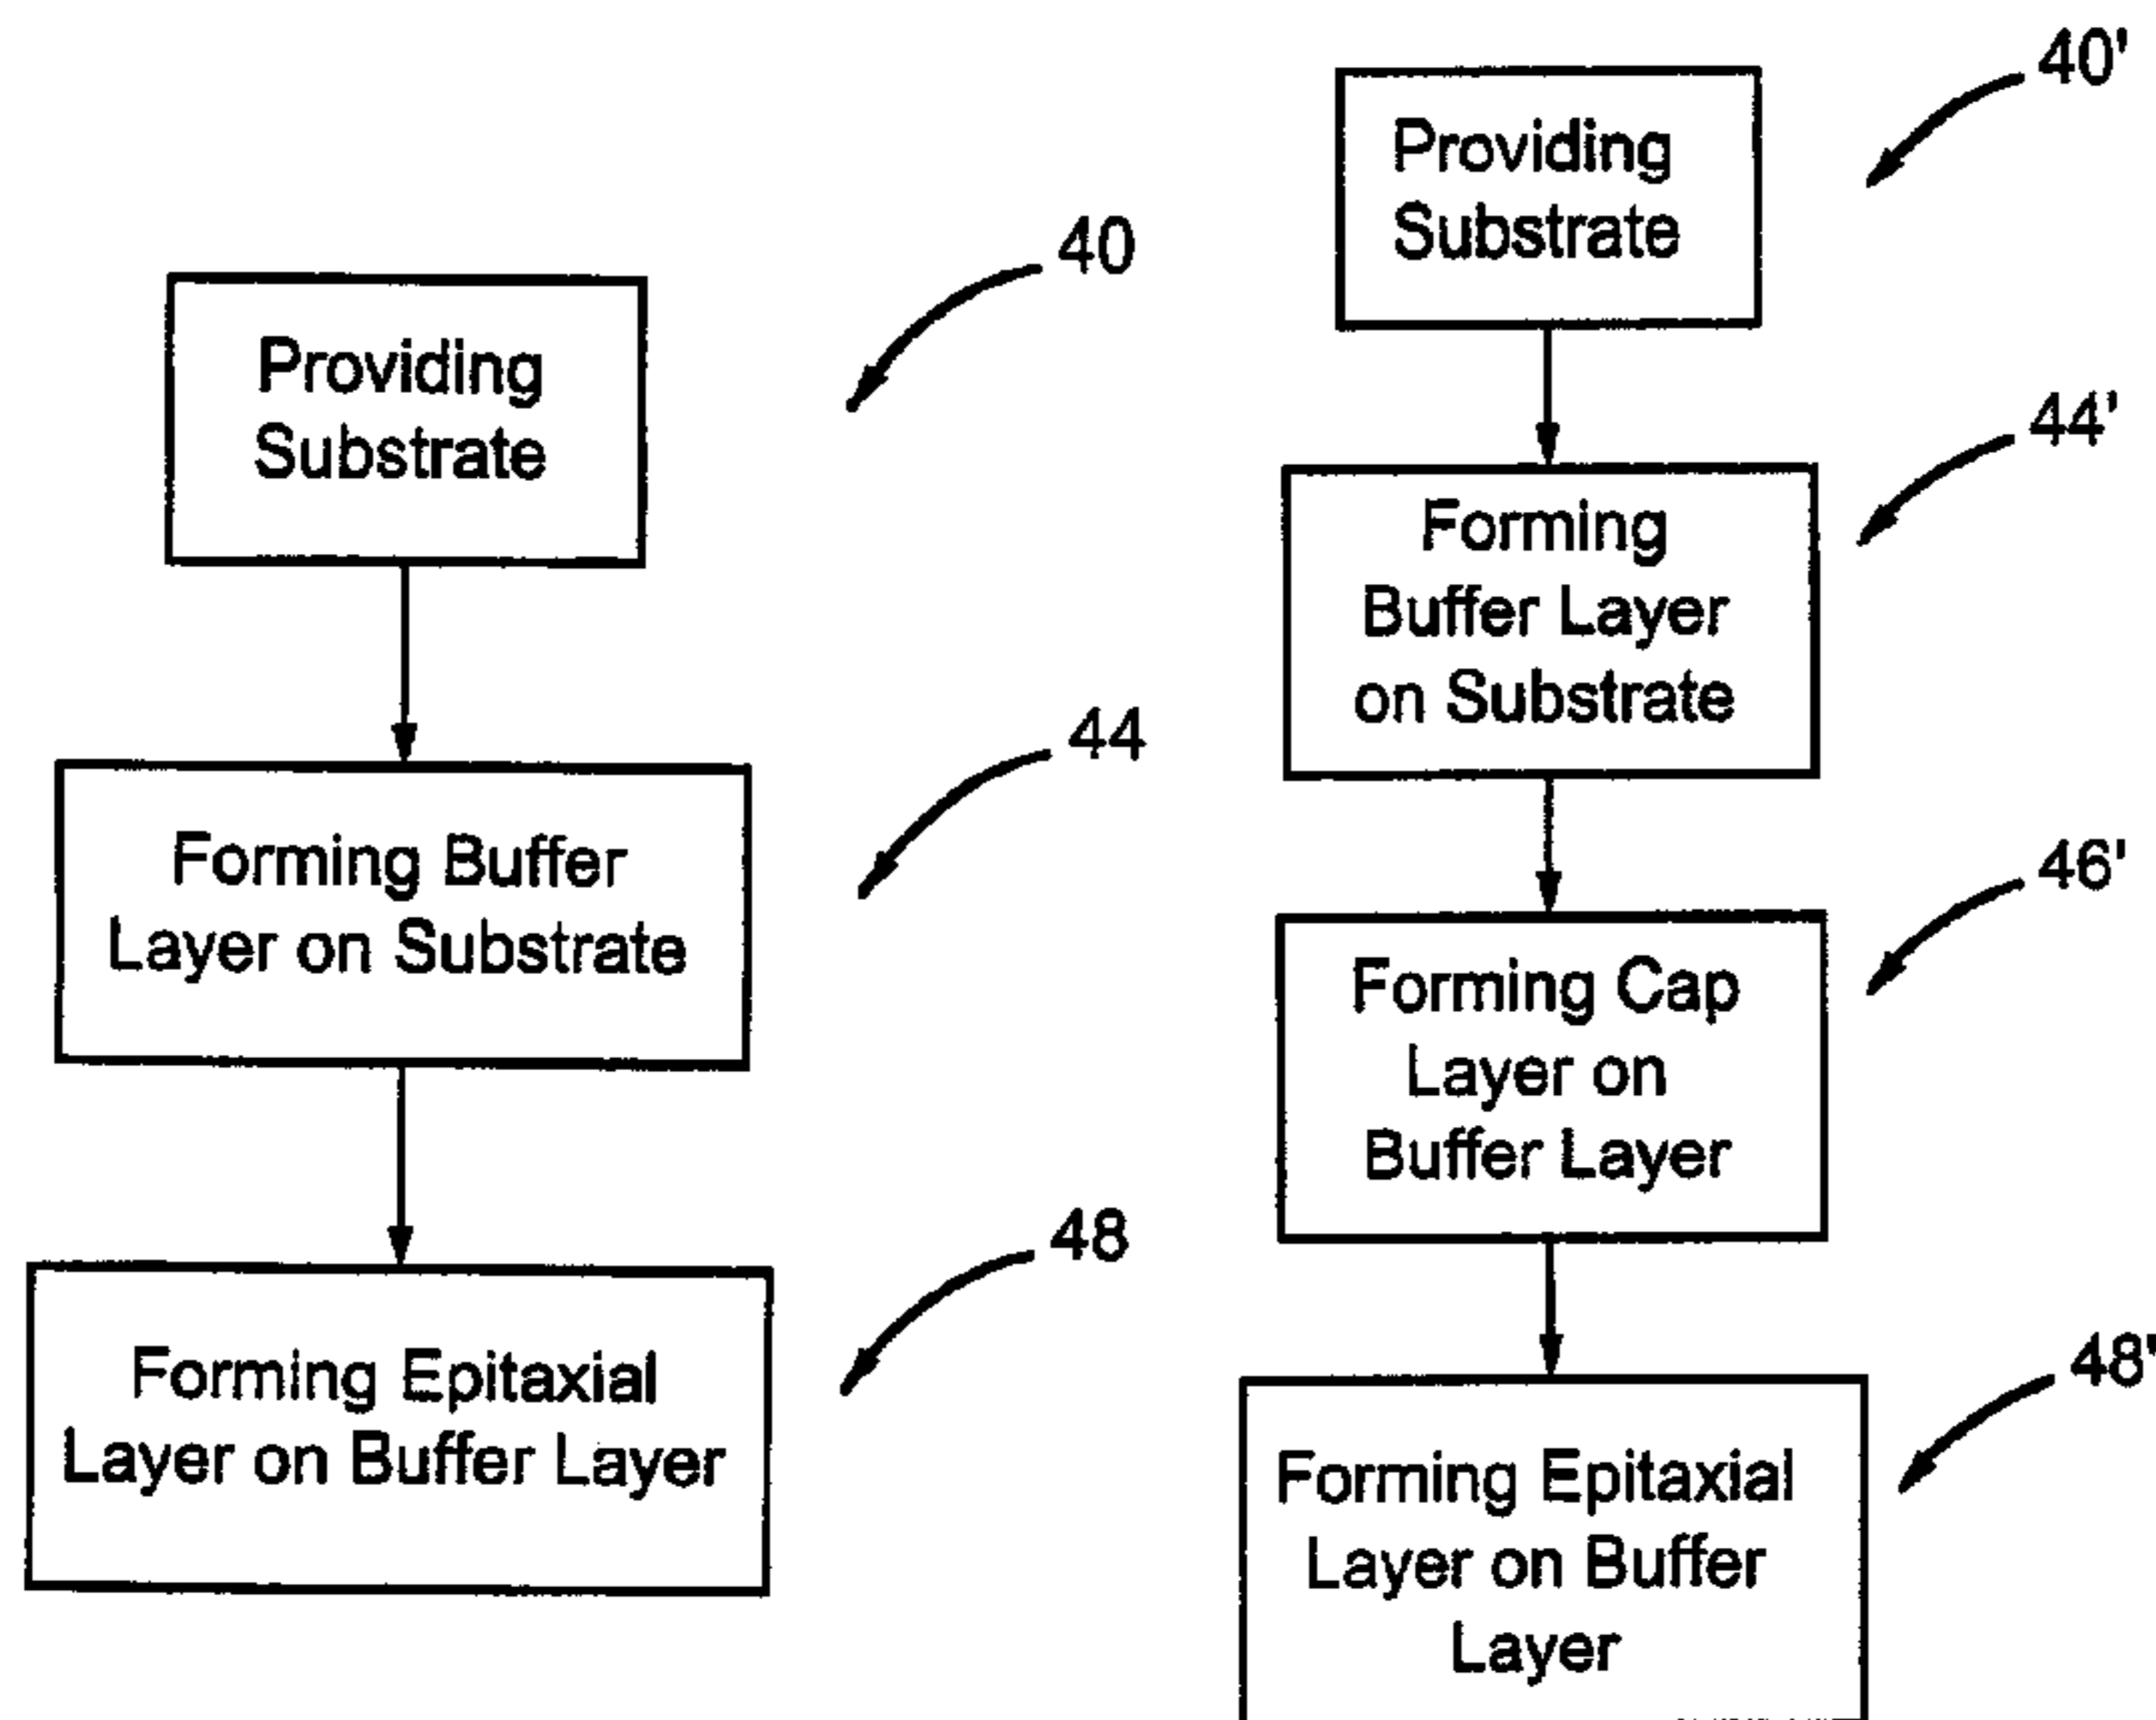 Providing
Substrate
40
Forming Buffer
Layer on Substrate
44
Forming Epitaxial
Layer on Buffer Layer
48
Providing
Substrate
40'
Forming
Buffer Layer
on Substrate
44'
Forming Cap
Layer on
Buffer Layer
46'
Forming Epitaxial
Layer on Buffer
Layer
48'